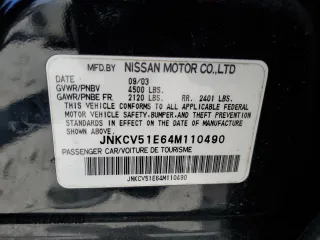 MFD.BY NISSAN MOTOR CO.,LTD
DATE 09/03
GVWR/PNBV 4500 LBS.
GAWR/PNBE FR 2120 LBS. RR. 2401 LBS.
THIS VEHICLE CONFORMS TO ALL APPLICABLE FEDERAL
MOTOR VEHICLE SAFETY,BUMPER,AND THEFT PREVENTION
STANDARDS IN EFFECT ON THE DATE OF
MANUFACTURE SHOWN ABOVE.
JNKCV51E64M110490
PASSENGER CAR/VOITURE DE TOURISME
JNKCV51E64M110490